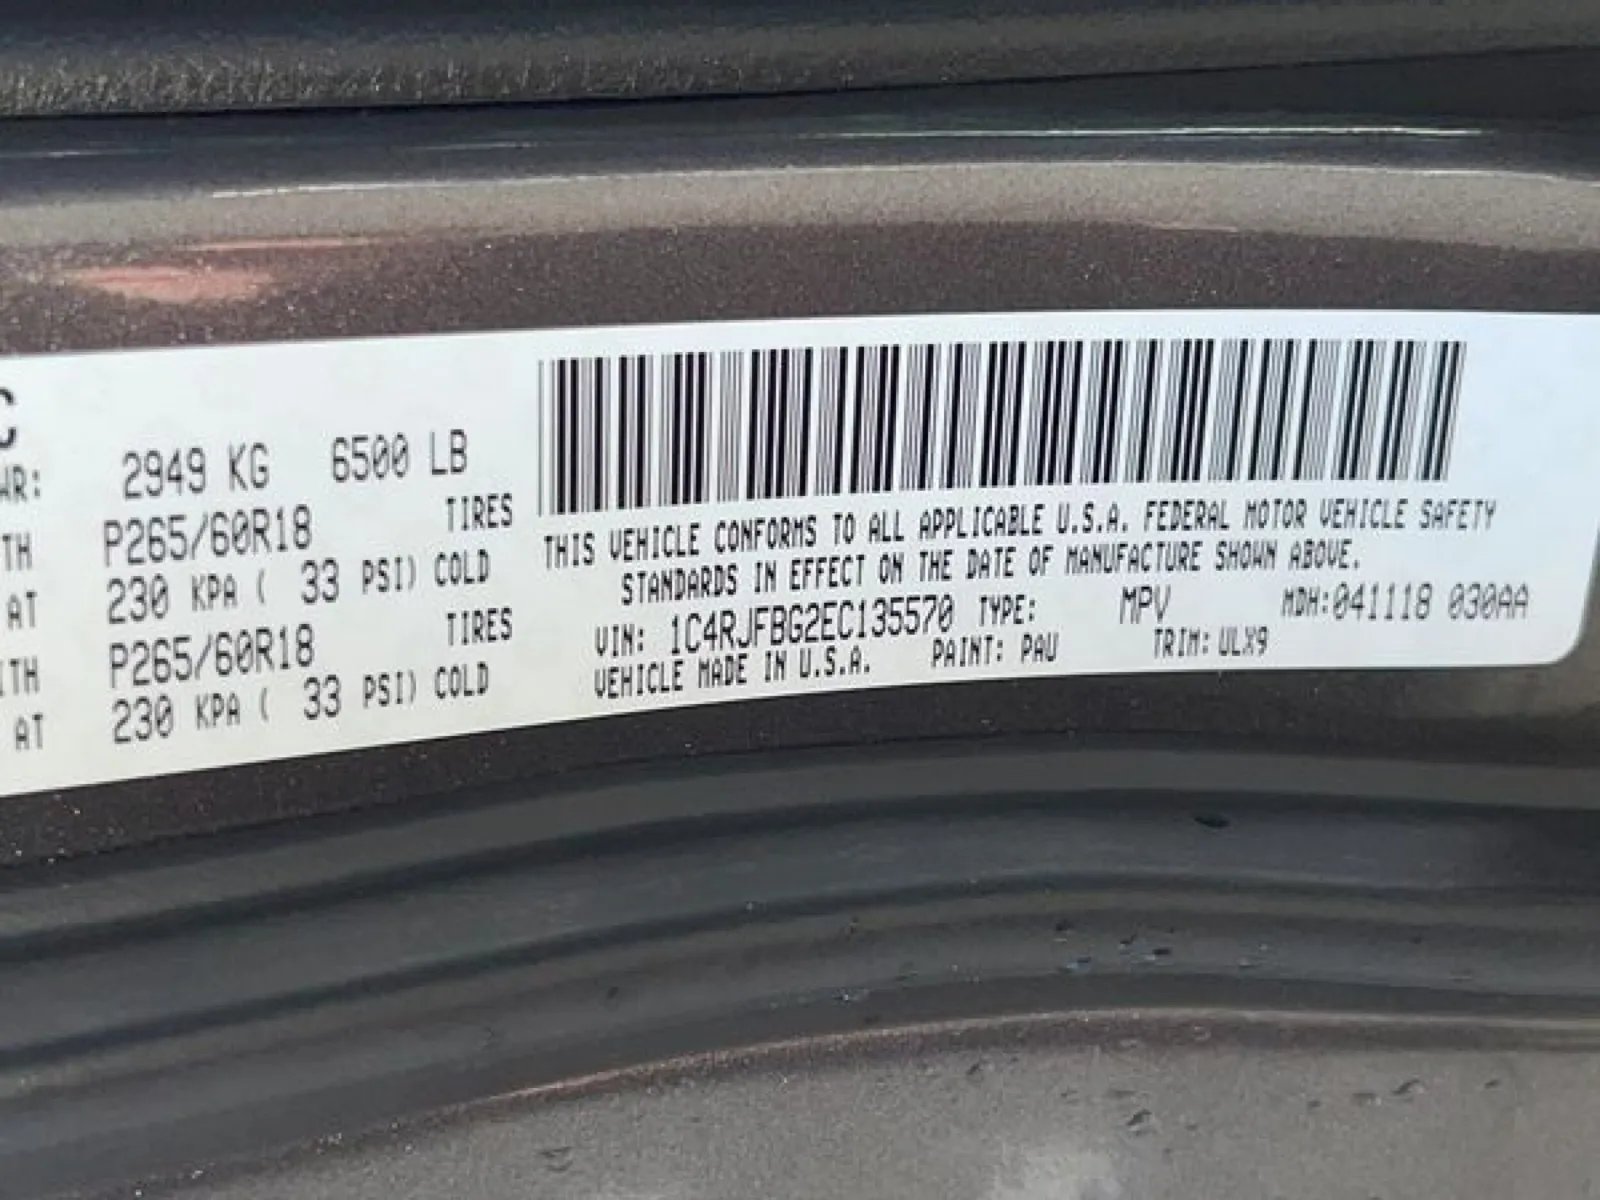 C
WR: 2949 KG 6500 LB
TH P265/60R18 TIRES
AT 230 KPA ( 33 PSI) COLD
ITH P265/60R18 TIRES
AT 230 KPA ( 33 PSI) COLD
THIS VEHICLE CONFORMS TO ALL APPLICABLE U.S.A. FEDERAL MOTOR VEHICLE SAFETY
STANDARDS IN EFFECT ON THE DATE OF MANUFACTURE SHOWN ABOVE.
VIN: 1C4RJFBG2EC135570 TYPE: MPV MDH:041118 030AA
VEHICLE MADE IN U.S.A. PAINT: PAU TRIM: ULX9